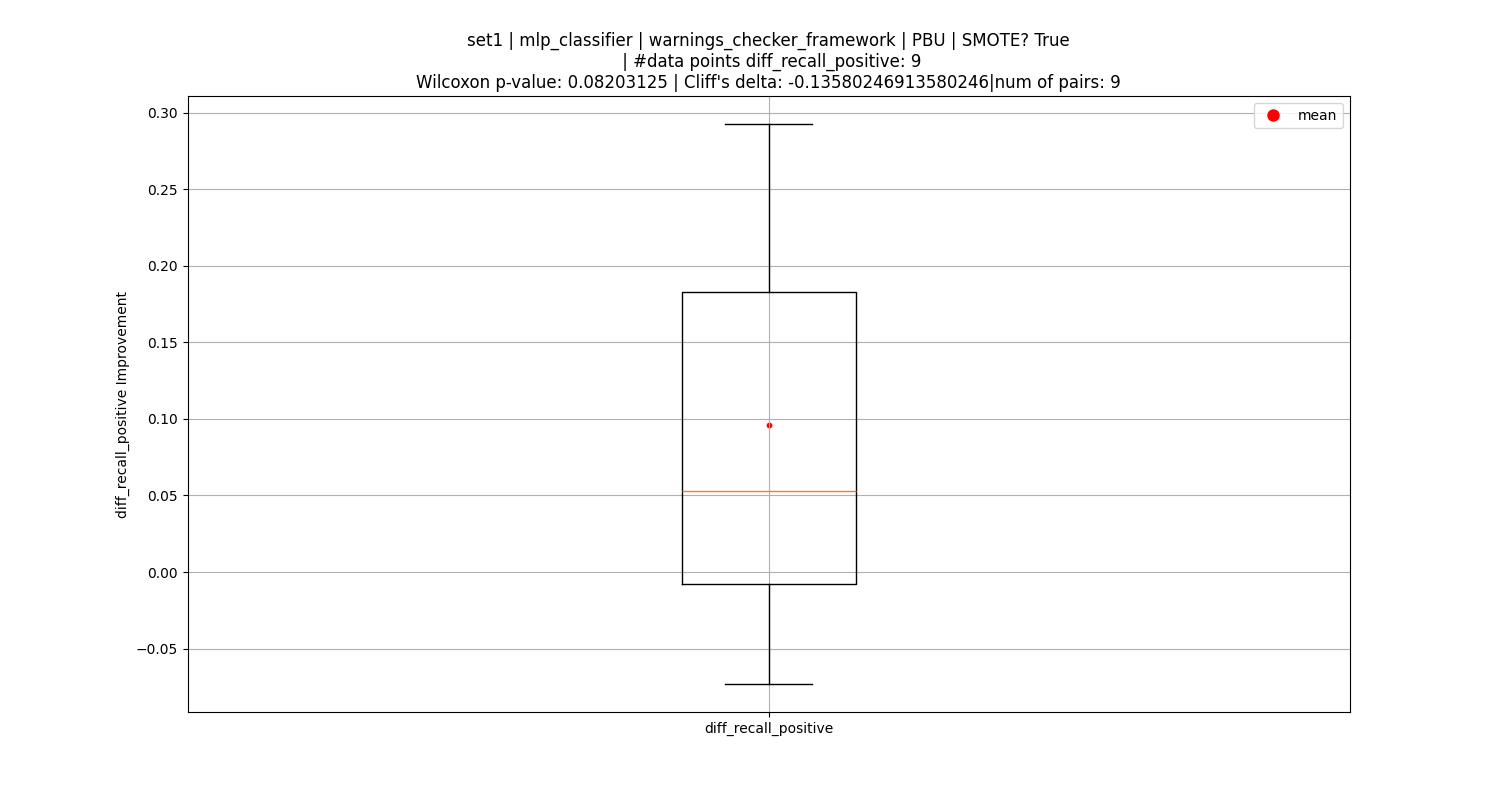 set1 | mlp_classifier | warnings_checker_framework | PBU | SMOTE? True
| #data points diff_recall_positive: 9
Wilcoxon p-value: 0.08203125 | Cliff's delta: -0.13580246913580246|num of pairs: 9
mean
0.30
0.25
0.20
0.15
0.10
0.05
0.00
−0.05
diff_recall_positive Improvement
diff_recall_positive